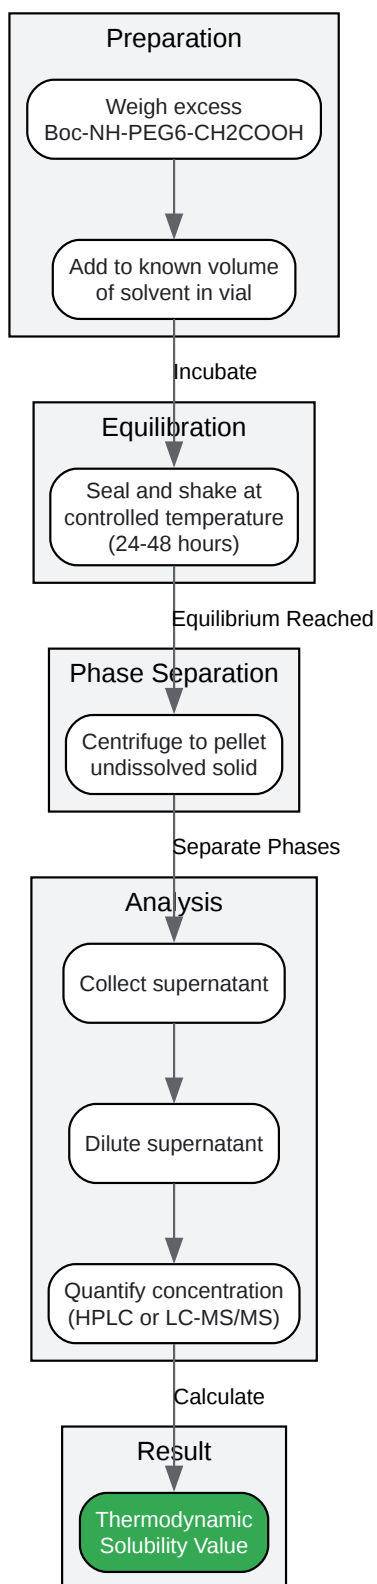 Preparation
Weigh excess
Boc-NH-PEG6-CH2COOH
Add to known volume
of solvent in vial
Incubate
Equilibration
Seal and shake at
controlled temperature
(24-48 hours)
Equilibrium Reached
Phase Separation
Centrifuge to pellet
undissolved solid
Separate Phases
Analysis
Collect supernatant
Dilute supernatant
Quantify concentration
(HPLC or LC-MS/MS)
Calculate
Result
Thermodynamic
Solubility Value